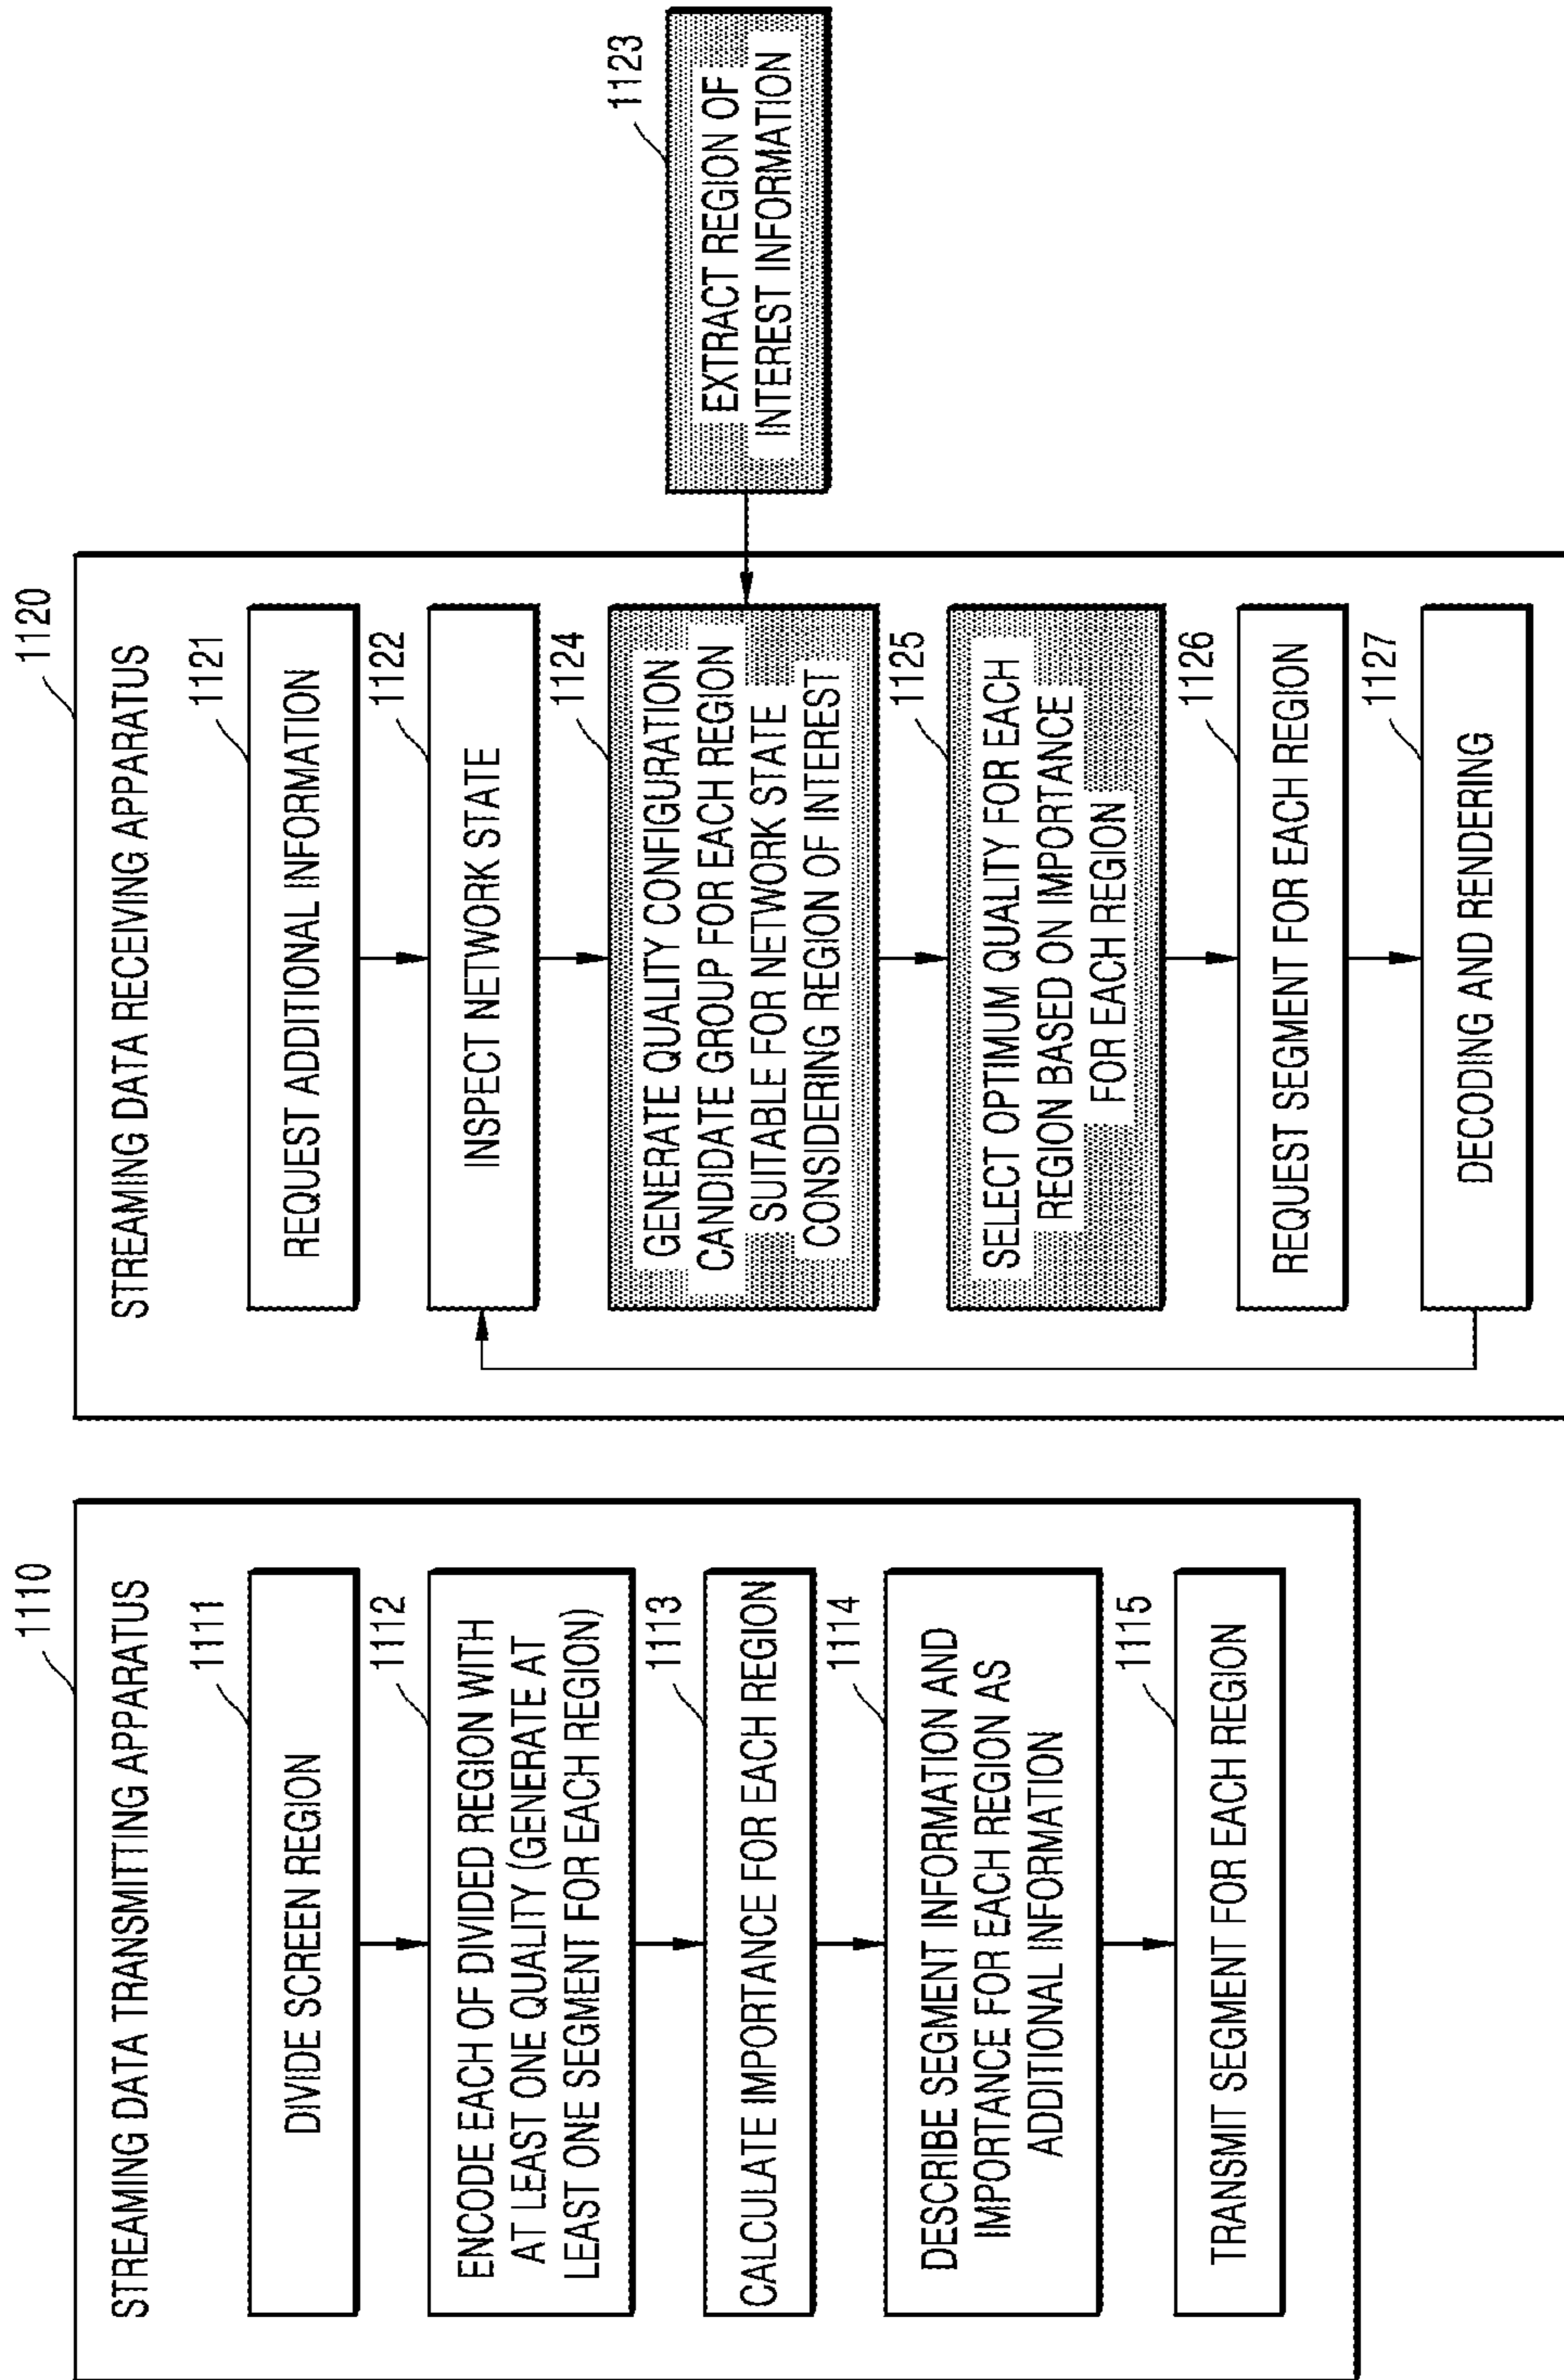 1110
STREAMING DATA TRANSMITTING APPARATUS
1111
DIVIDE SCREEN REGION
1112
ENCODE EACH OF DIVIDED REGION WITH
AT LEAST ONE QUALITY (GENERATE AT
LEAST ONE SEGMENT FOR EACH REGION)
1113
CALCULATE IMPORTANCE FOR EACH REGION
1114
DESCRIBE SEGMENT INFORMATION AND
IMPORTANCE FOR EACH REGION AS
ADDITIONAL INFORMATION
1115
TRANSMIT SEGMENT FOR EACH REGION
1120
STREAMING DATA RECEIVING APPARATUS
1121
REQUEST ADDITIONAL INFORMATION
1122
INSPECT NETWORK STATE
1124
GENERATE QUALITY CONFIGURATION
CANDIDATE GROUP FOR EACH REGION
SUITABLE FOR NETWORK STATE
CONSIDERING REGION OF INTEREST
1125
SELECT OPTIMUM QUALITY FOR EACH
REGION BASED ON IMPORTANCE
FOR EACH REGION
1126
REQUEST SEGMENT FOR EACH REGION
1127
DECODING AND RENDERING
1123
EXTRACT REGION OF
INTEREST INFORMATION